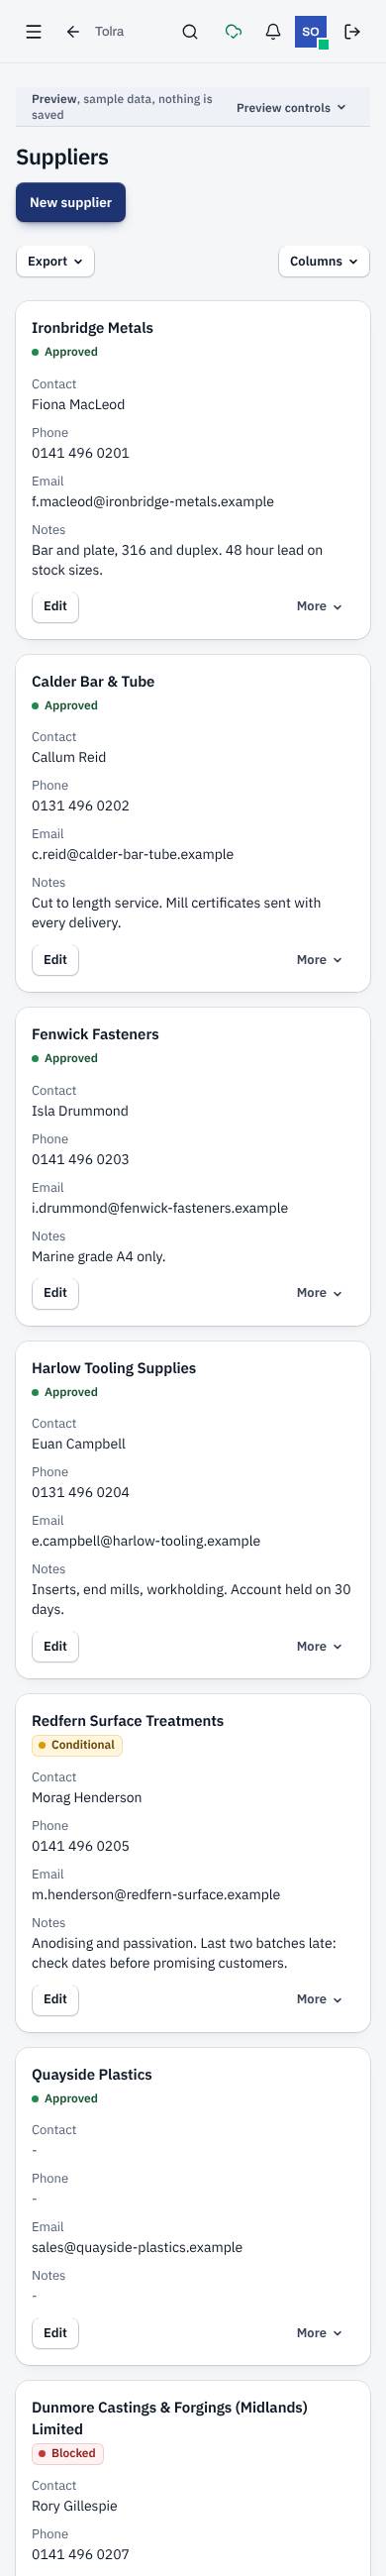 Tolra
SO
Preview, sample data, nothing is
saved
Preview controls
Suppliers
New supplier
Export
Columns
Ironbridge Metals
Approved
Contact
Fiona MacLeod
Phone
0141 496 0201
Email
f.macleod@ironbridge-metals.example
Notes
Bar and plate, 316 and duplex. 48 hour lead on
stock sizes.
Edit
More
Calder Bar & Tube
Approved
Contact
Callum Reid
Phone
0131 496 0202
Email
c.reid@calder-bar-tube.example
Notes
Cut to length service. Mill certificates sent with
every delivery.
Edit
More
Fenwick Fasteners
Approved
Contact
Isla Drummond
Phone
0141 496 0203
Email
i.drummond@fenwick-fasteners.example
Notes
Marine grade A4 only.
Edit
More
Harlow Tooling Supplies
Approved
Contact
Euan Campbell
Phone
0131 496 0204
Email
e.campbell@harlow-tooling.example
Notes
Inserts, end mills, workholding. Account held on 30
days.
Edit
More
Redfern Surface Treatments
Conditional
Contact
Morag Henderson
Phone
0141 496 0205
Email
m.henderson@redfern-surface.example
Notes
Anodising and passivation. Last two batches late:
check dates before promising customers.
Edit
More
Quayside Plastics
Approved
Contact
-
Phone
-
Email
sales@quayside-plastics.example
Notes
-
Edit
More
Dunmore Castings & Forgings (Midlands)
Limited
Blocked
Contact
Rory Gillespie
Phone
0141 496 0207